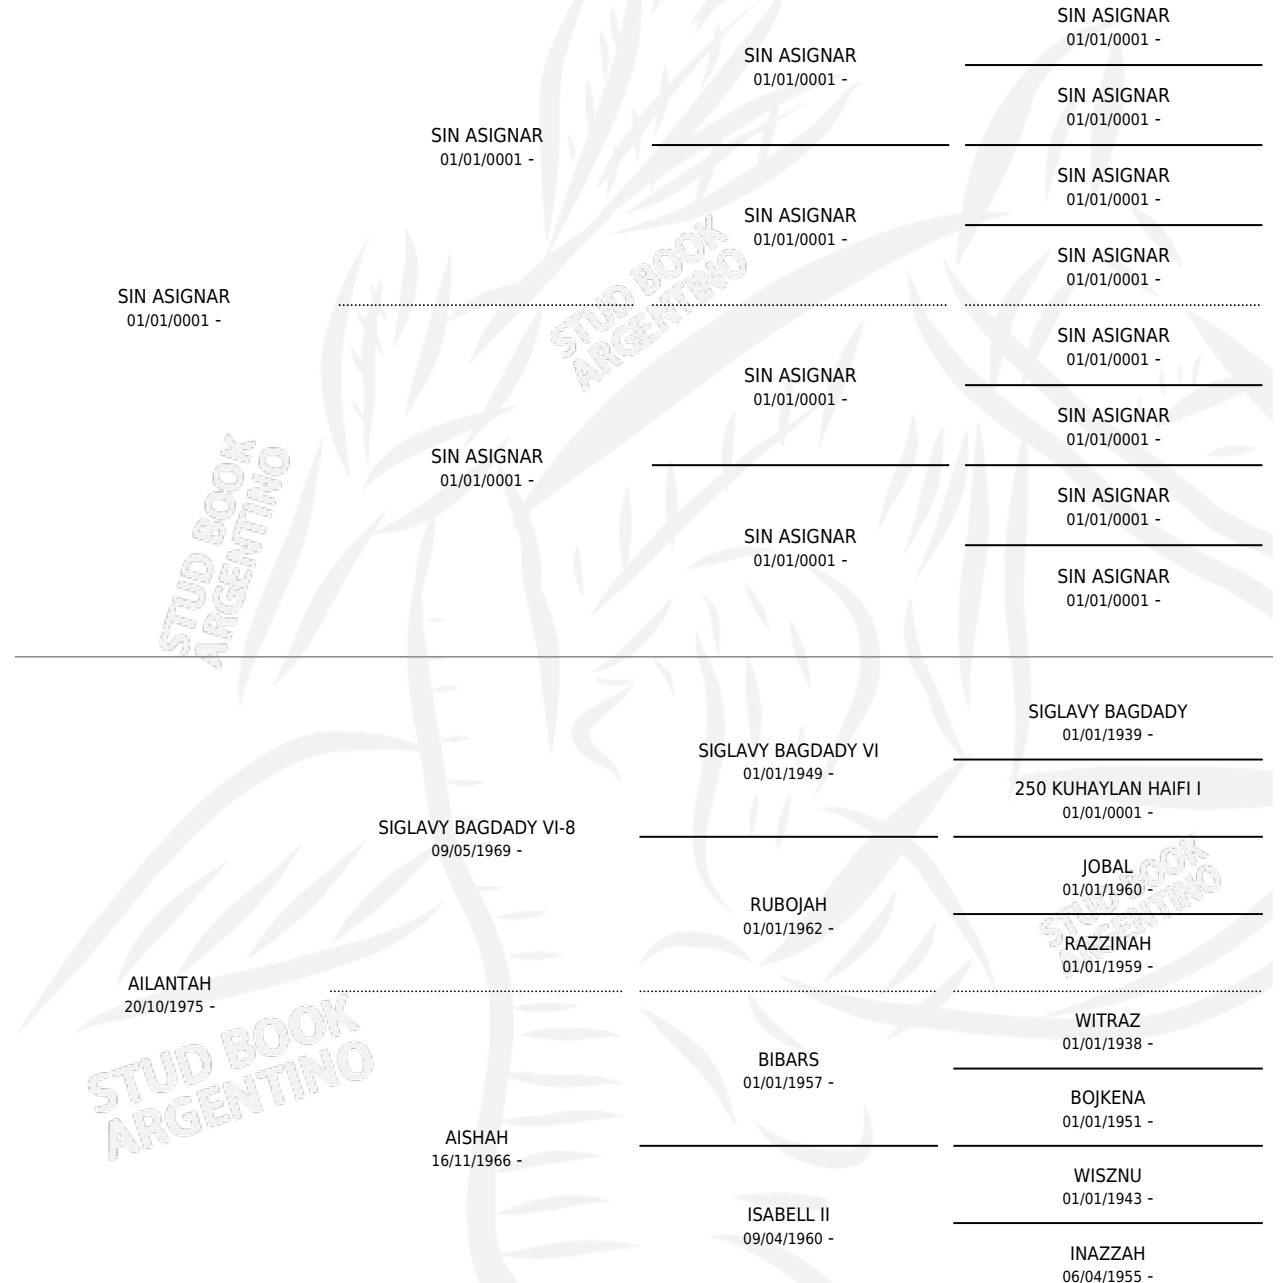 SIN ASIGNAR
01/01/0001 -
SIN ASIGNAR
01/01/0001 -
SIN ASIGNAR
01/01/0001 -
SIN ASIGNAR
01/01/0001 -
SIN ASIGNAR
01/01/0001 -
SIN ASIGNAR
01/01/0001 -
SIN ASIGNAR
01/01/0001 -
STUD BOOK
ARGENTINO
SIN ASIGNAR
01/01/0001 -
SIN ASIGNAR
01/01/0001 -
SIN ASIGNAR
01/01/0001 -
SIN ASIGNAR
01/01/0001 -
SIN ASIGNAR
01/01/0001 -
SIN ASIGNAR
01/01/0001 -
STUD BOOK
ARGENTINO
SIN ASIGNAR
01/01/0001 -
SIN ASIGNAR
01/01/0001 -
SIN ASIGNAR
01/01/0001 -
SIGLAVY BAGDADY
01/01/1939 -
SIGLAVY BAGDADY VI
01/01/1949 -
250 KUHAYLAN HAIFI I
01/01/0001 -
SIGLAVY BAGDADY VI-8
09/05/1969 -
JOBAL
01/01/1960 -
STUD BOOK
ARGENTINO
RUBOJAH
01/01/1962 -
RAZZINAH
01/01/1959 -
AILANTAH
20/10/1975 -
STUD BOOK
ARGENTINO
WITRAZ
01/01/1938 -
BIBARS
01/01/1957 -
BOJKENA
01/01/1951 -
AISHAH
16/11/1966 -
WISZNU
01/01/1943 -
ISABELL II
09/04/1960 -
INAZZAH
06/04/1955 -